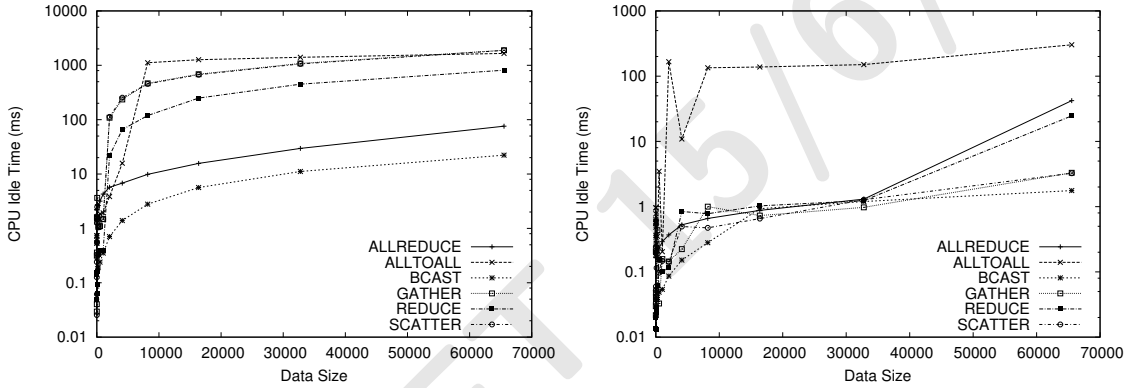 10000
1000
100
10
1
0.1
0.01
CPU Idle Time (ms)
0 10000 20000 30000 40000 50000 60000 70000
Data Size
ALLREDUCE
ALLTOALL
BCAST
GATHER
REDUCE
SCATTER
1000
100
10
1
0.1
0.01
CPU Idle Time (ms)
0 10000 20000 30000 40000 50000 60000 70000
Data Size
ALLREDUCE
ALLTOALL
BCAST
GATHER
REDUCE
SCATTER
15/6/